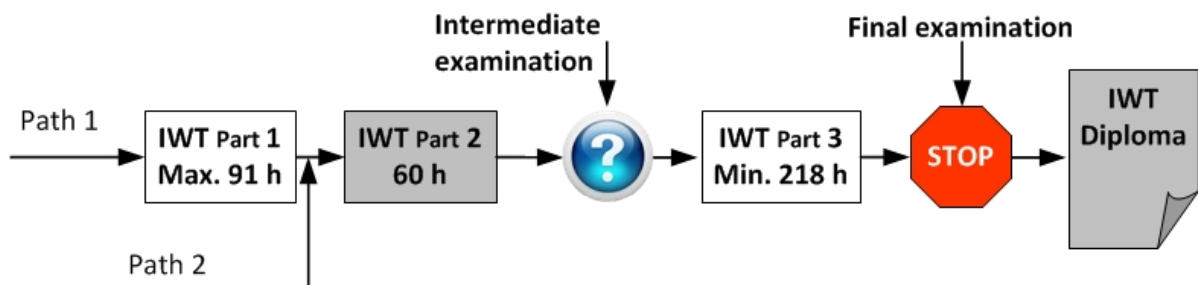 Intermediate
examination
Final examination
Path 1
IWT Part 1
Max. 91 h
IWT Part 2
60 h
?
IWT Part 3
Min. 218 h
STOP
IWT
Diploma
Path 2